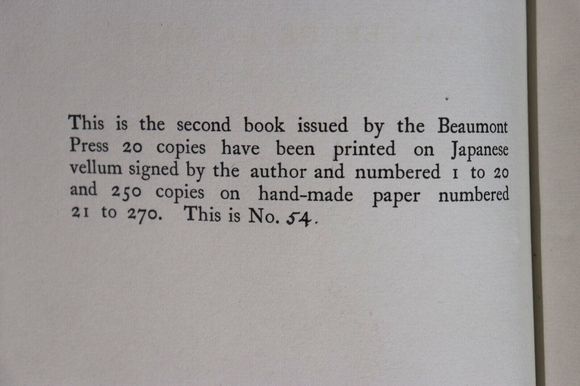 This is the second book issued by the Beaumont
Press 20 copies have been printed on Japanese
vellum signed by the author and numbered 1 to 20
and 250 copies on hand-made paper numbered
21 to 270. This is No. 54.